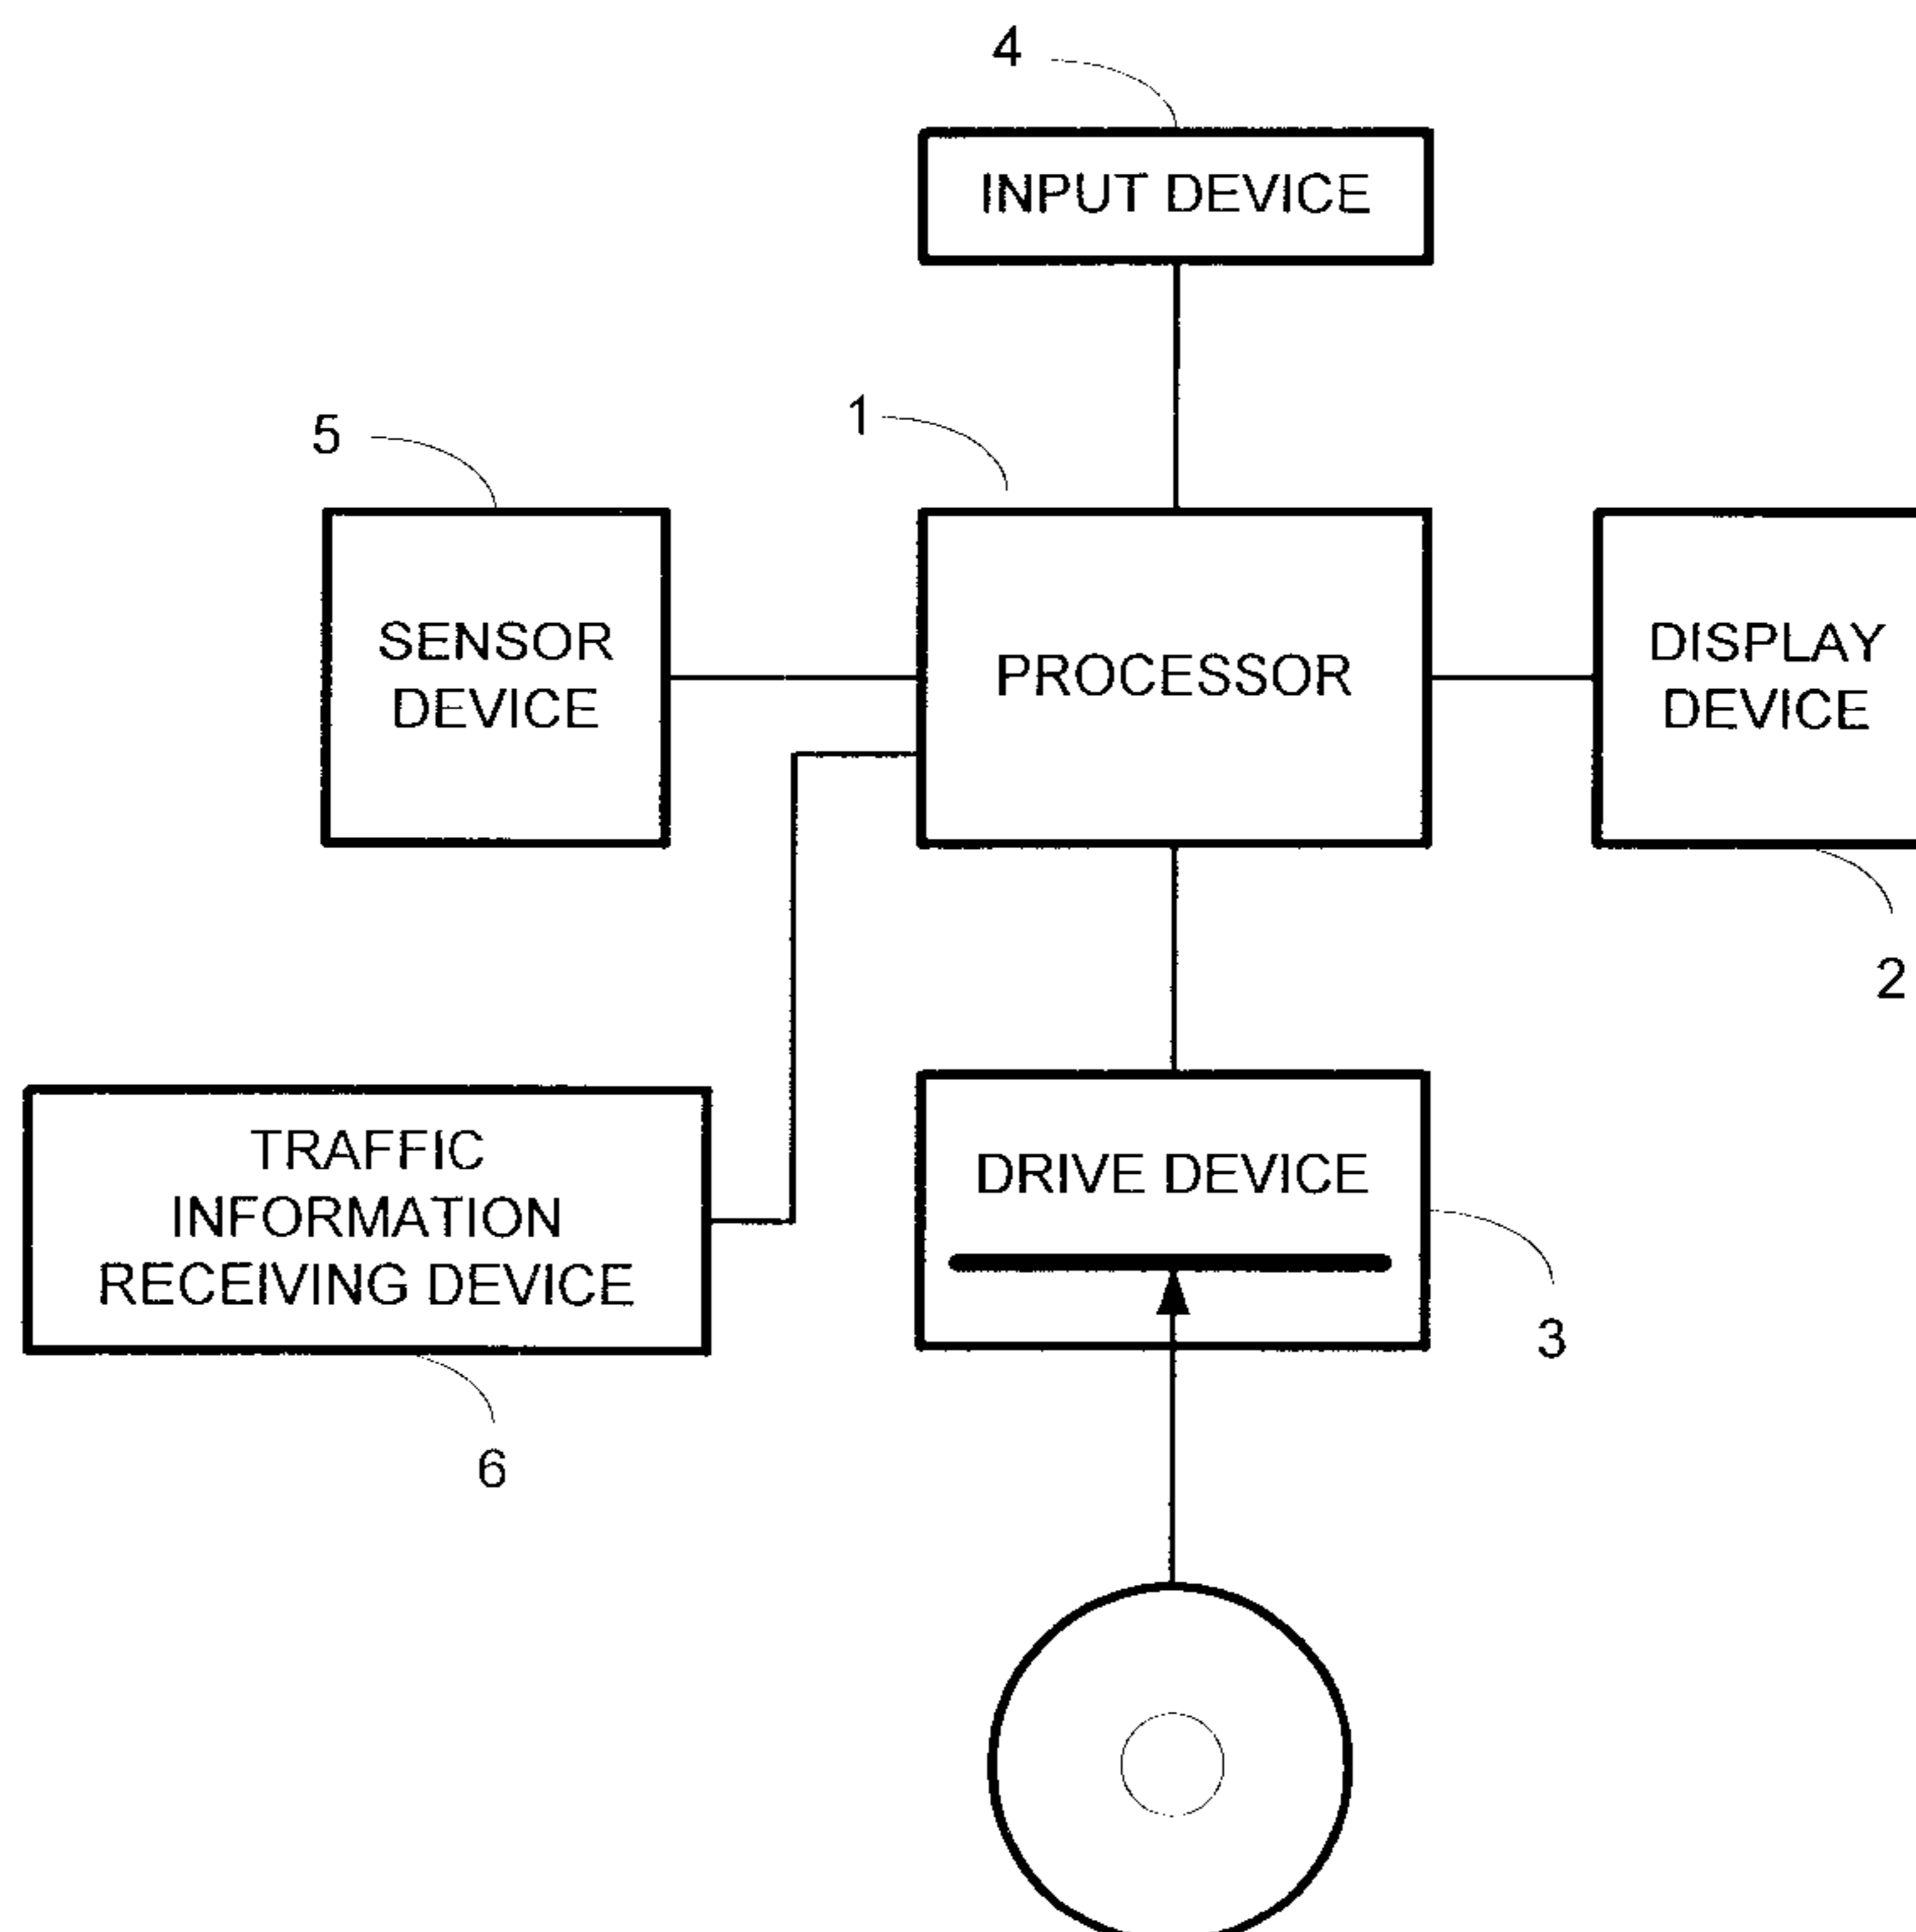 4
INPUT DEVICE
5
1
SENSOR
DEVICE
PROCESSOR
DISPLAY
DEVICE
2
TRAFFIC
INFORMATION
RECEIVING DEVICE
DRIVE DEVICE
3
6